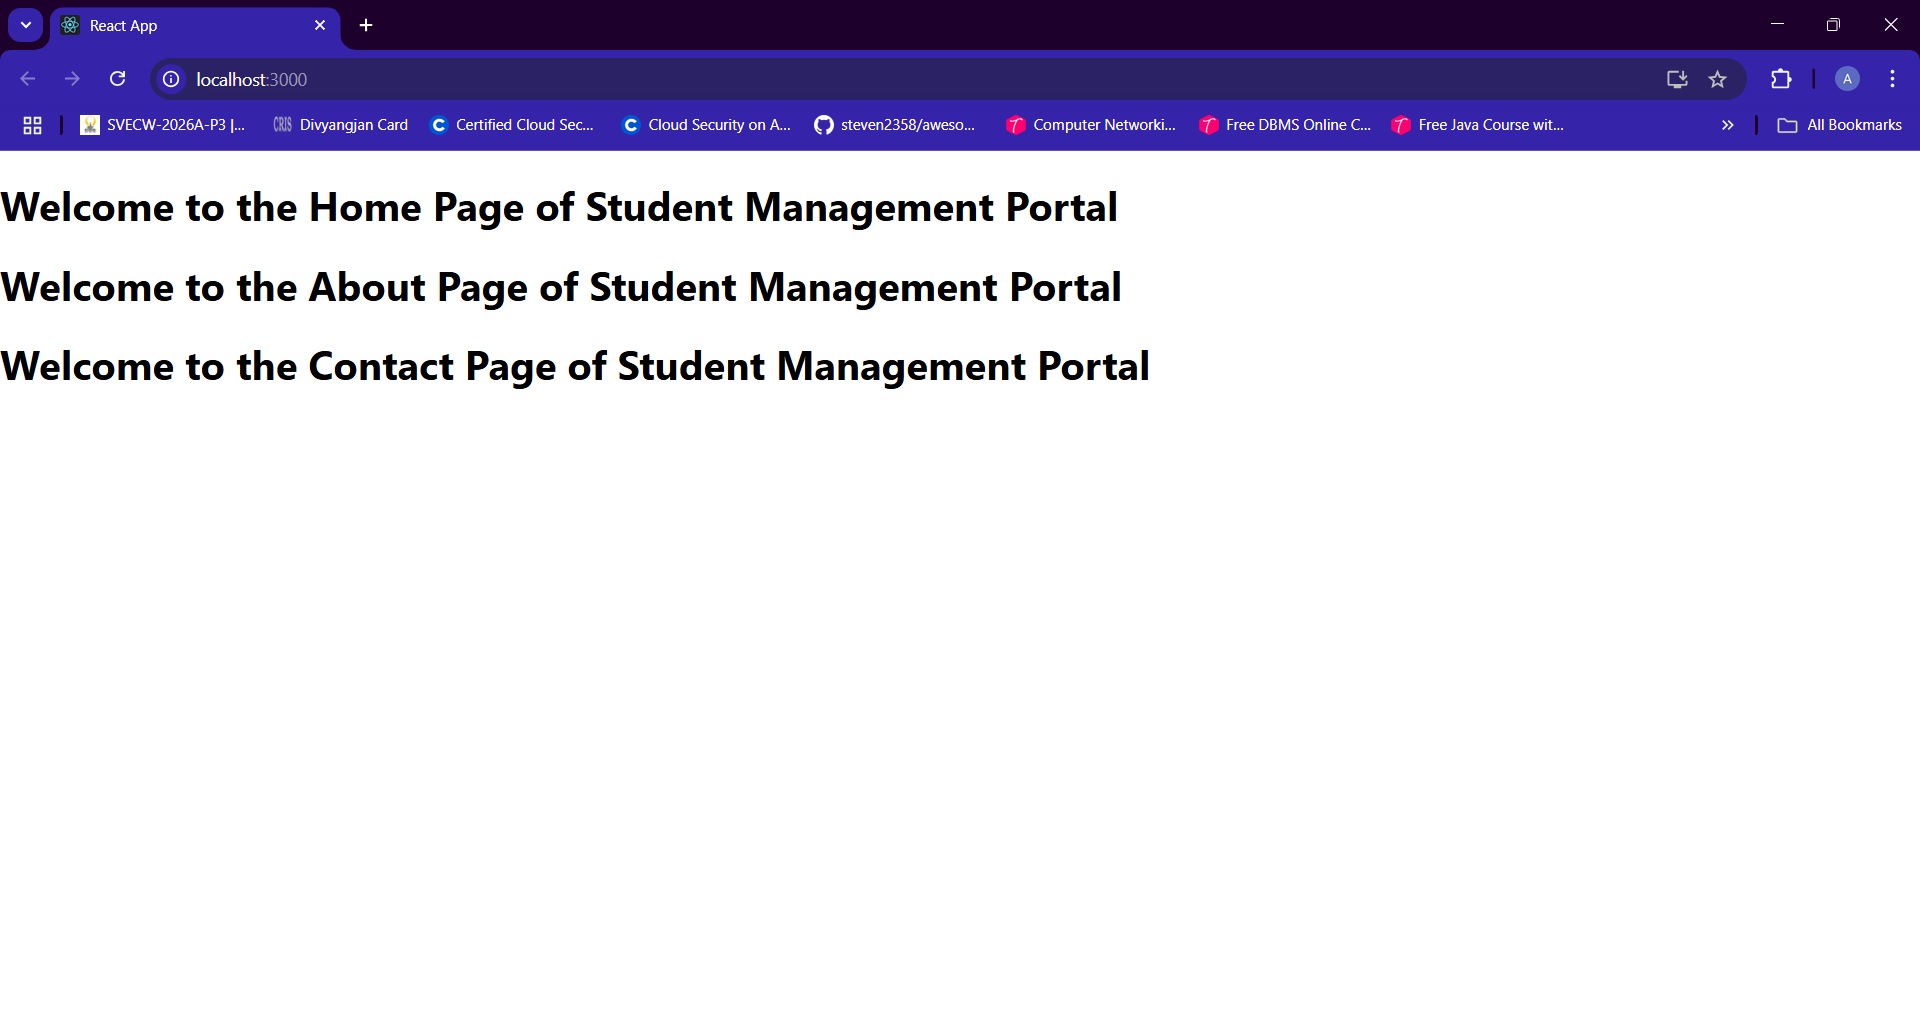 React App
localhost:3000
A
SVECW-2026A-P3 |...
CRIS Divyangjan Card
C Certified Cloud Sec...
C Cloud Security on A...
steven2358/aweso...
Computer Networki...
Free DBMS Online C...
Free Java Course wit...
All Bookmarks
Welcome to the Home Page of Student Management Portal
Welcome to the About Page of Student Management Portal
Welcome to the Contact Page of Student Management Portal